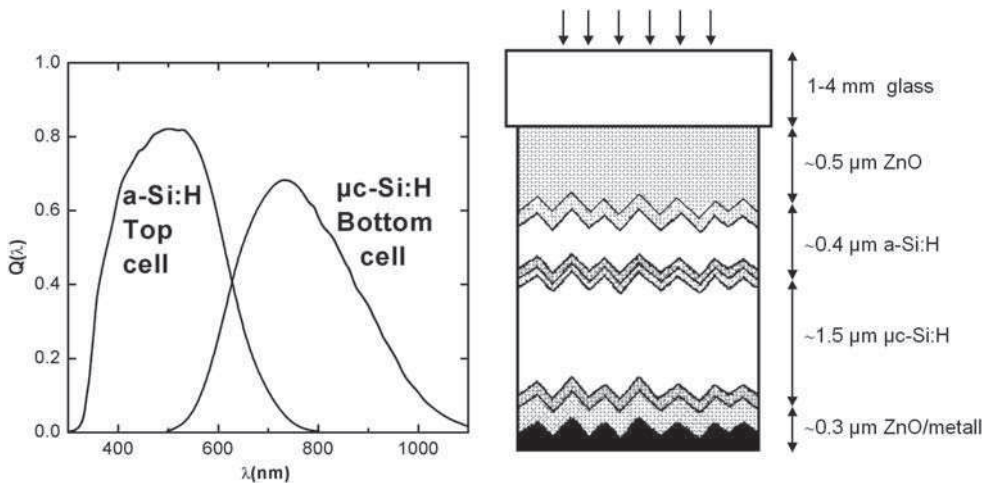 1.0
0.8
0.6
0.4
0.2
0.0
Q(λ)
400
600
800
1000
λ(nm)
a-Si:H
Top
cell
µc-Si:H
Bottom
cell
1-4 mm glass
~0.5 µm ZnO
~0.4 µm a-Si:H
~1.5 µm µc-Si:H
~0.3 µm ZnO/metall